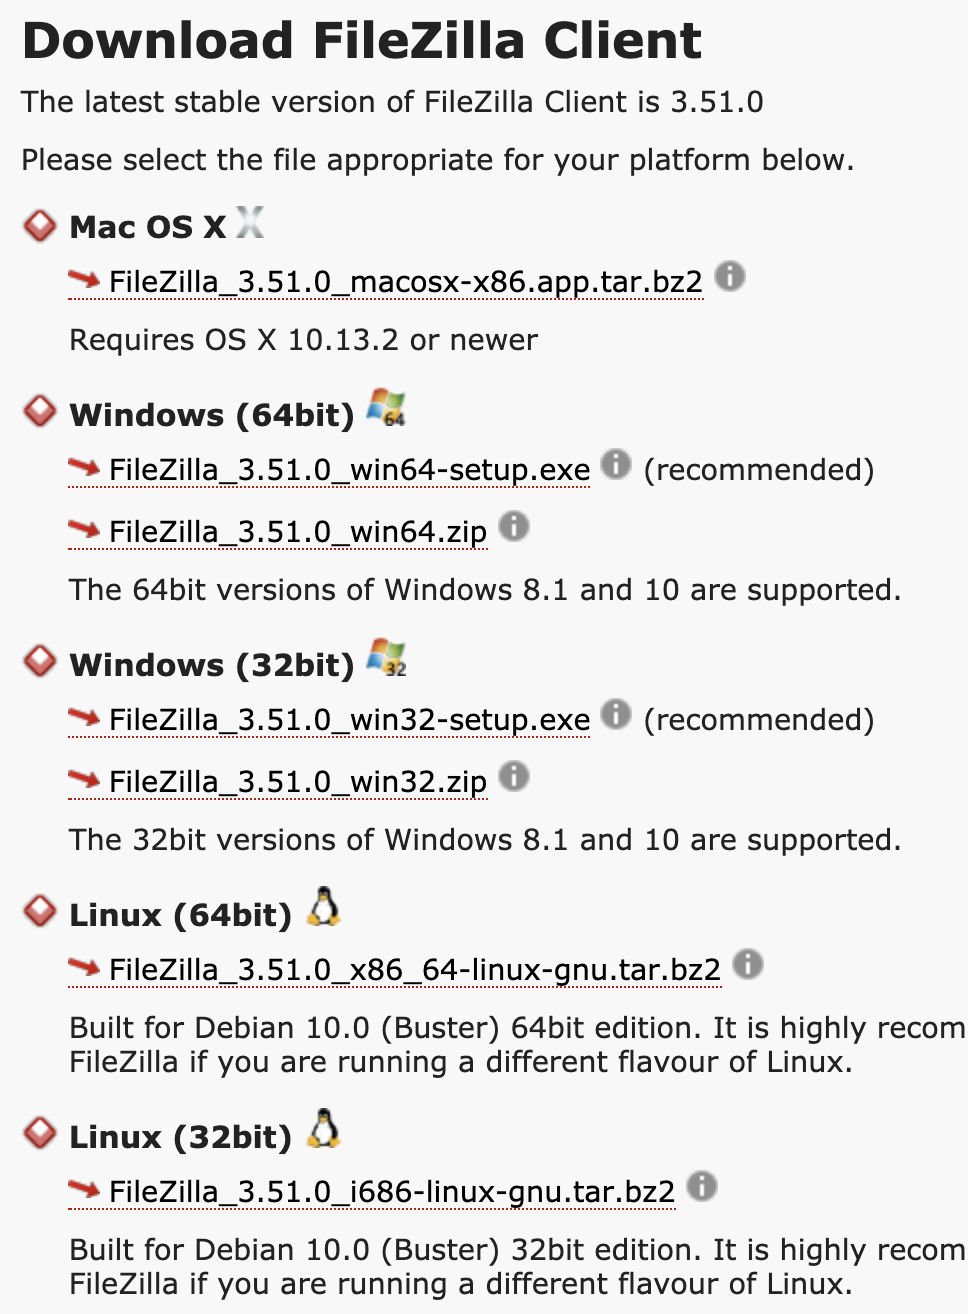 Download FileZilla Client
The latest stable version of FileZilla Client is 3.51.0
Please select the file appropriate for your platform below.
Mac OS X
FileZilla_3.51.0_macosx-x86.app.tar.bz2
Requires OS X 10.13.2 or newer
Windows (64bit) 64
FileZilla_3.51.0_win64-setup.exe (recommended)
FileZilla_3.51.0_win64.zip
The 64bit versions of Windows 8.1 and 10 are supported.
Windows (32bit) 32
FileZilla_3.51.0_win32-setup.exe (recommended)
FileZilla_3.51.0_win32.zip
The 32bit versions of Windows 8.1 and 10 are supported.
Linux (64bit)
FileZilla_3.51.0_x86_64-linux-gnu.tar.bz2
Built for Debian 10.0 (Buster) 64bit edition. It is highly recom
FileZilla if you are running a different flavour of Linux.
Linux (32bit)
FileZilla_3.51.0_i686-linux-gnu.tar.bz2
Built for Debian 10.0 (Buster) 32bit edition. It is highly recom
FileZilla if you are running a different flavour of Linux.